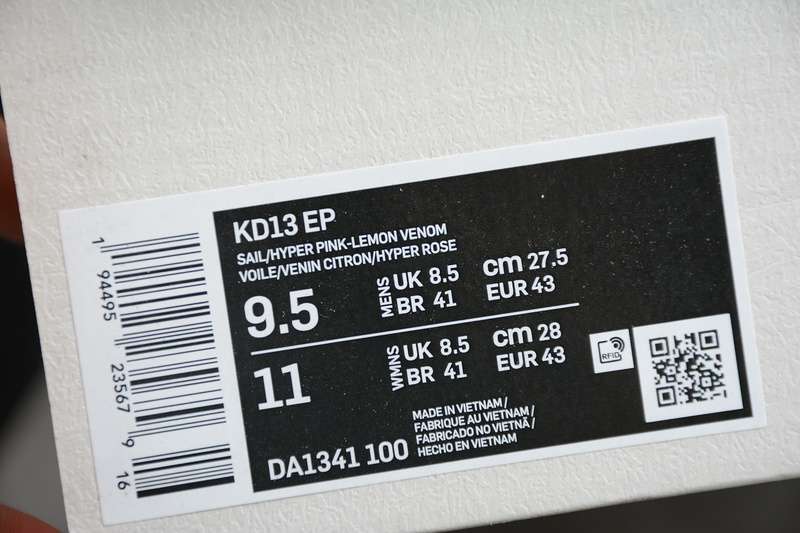 KD13 EP
SAIL/HYPER PINK-LEMON VENOM
VOILE/VENIN CITRON/HYPER ROSE
9.5 MENS UK 8.5 cm 27.5
BR 41 EUR 43
11 WMNS UK 8.5 cm 28
BR 41 EUR 43
RFID
MADE IN VIETNAM /
FABRIQUE AU VIETNAM /
FABRICADO NO VIETNÃ /
HECHO EN VIETNAM
DA1341 100
1 94495 23567 9 16